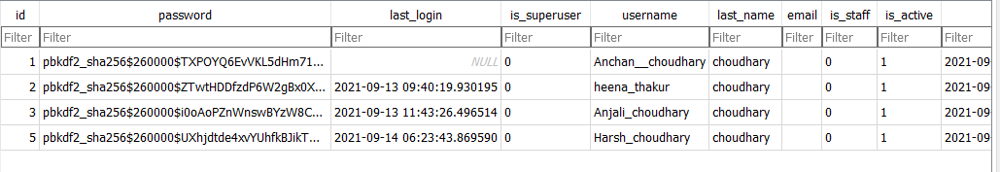 id password last_login is_superuser username last_name email is_staff is_active
Filter Filter Filter Filter Filter Filter Filter Filter Filter Filter
1 pbkdf2_sha256$260000$TXPOYQ6EvVKL5dHm71... NULL 0 Anchan__choudhary choudhary 0 1 2021-09
2 pbkdf2_sha256$260000$ZTwtHDDfzdP6W2gBx0X... 2021-09-13 09:40:19.930195 0 heena_thakur choudhary 0 1 2021-09
3 pbkdf2_sha256$260000$i0oAoPZnWnswBYzW8C... 2021-09-13 11:43:26.496514 0 Anjali_choudhary choudhary 0 1 2021-09
5 pbkdf2_sha256$260000$UXhjdtde4xvYUhfkBJikT... 2021-09-14 06:23:43.869590 0 Harsh_choudhary choudhary 0 1 2021-09